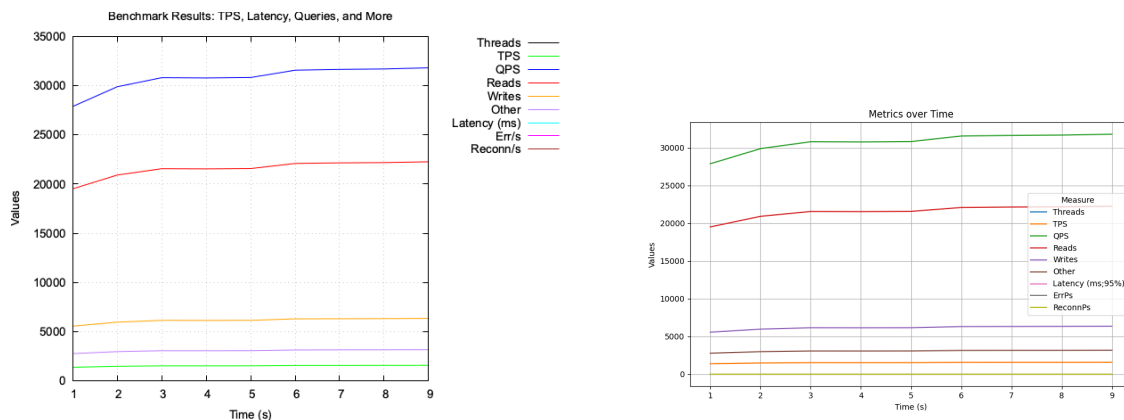 Benchmark Results: TPS, Latency, Queries, and More
35000
30000
25000
20000
15000
10000
5000
0
Values
1 2 3 4 5 6 7 8 9
Time (s)
Threads
TPS
QPS
Reads
Writes
Other
Latency (ms)
Err/s
Reconn/s
Metrics over Time
30000
25000
20000
15000
10000
5000
0
Values
1 2 3 4 5 6 7 8 9
Time (s)
Measure
Threads
TPS
QPS
Reads
Writes
Other
Latency (ms;95%)
ErrPs
ReconnPs